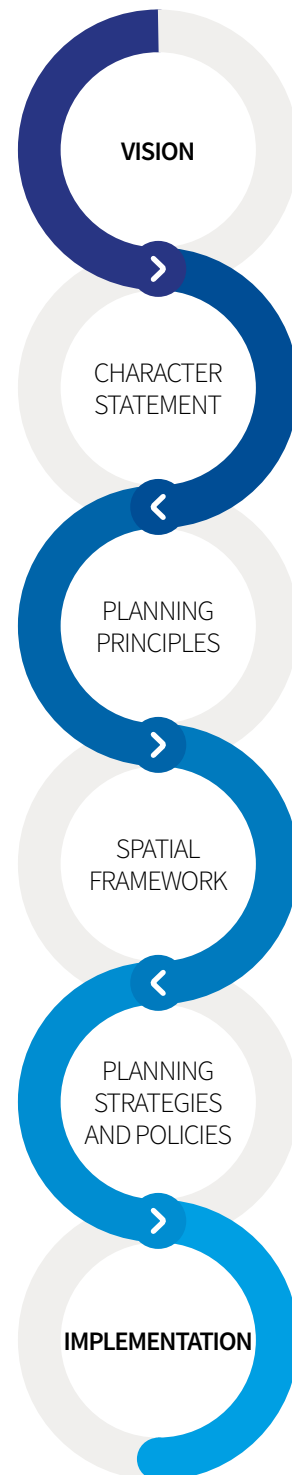 VISION
CHARACTER
STATEMENT
PLANNING
PRINCIPLES
SPATIAL
FRAMEWORK
PLANNING
STRATEGIES
AND POLICIES
IMPLEMENTATION